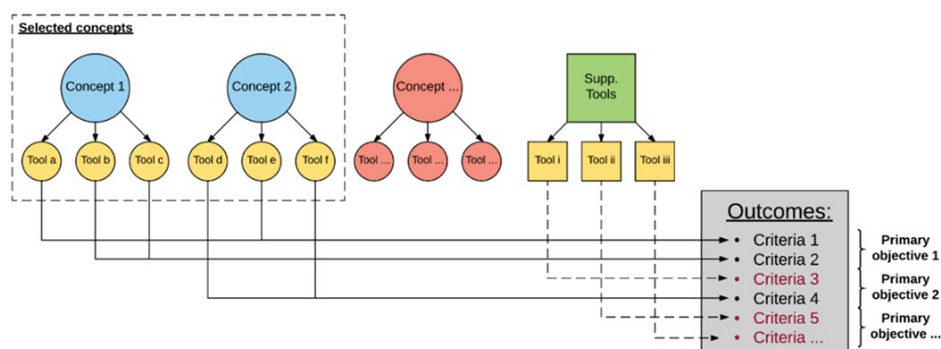 Selected concepts
Concept 1
Concept 2
Concept ...
Supp.
Tools
Tool a
Tool b
Tool c
Tool d
Tool e
Tool f
Tool ...
Tool ...
Tool ...
Tool i
Tool ii
Tool iii
Outcomes:
• Criteria 1
• Criteria 2
• Criteria 3
• Criteria 4
• Criteria 5
• Criteria ...
Primary
objective 1
Primary
objective 2
Primary
objective ...